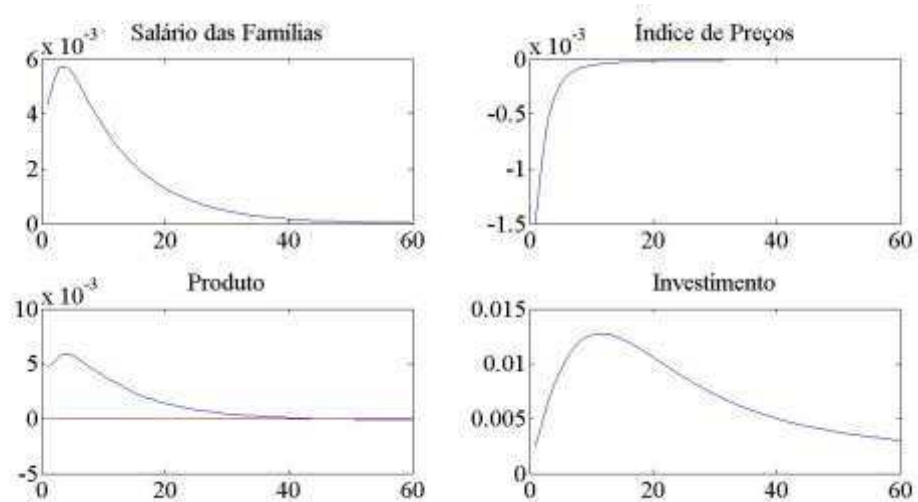 Salário das Famílias
x 10⁻³
6
4
2
0
0 20 40 60
Índice de Preços
x 10⁻³
0
-0.5
-1
-1.5
0 20 40 60
Produto
x 10⁻³
10
5
0
-5
0 20 40 60
Investimento
0.015
0.01
0.005
0
0 20 40 60